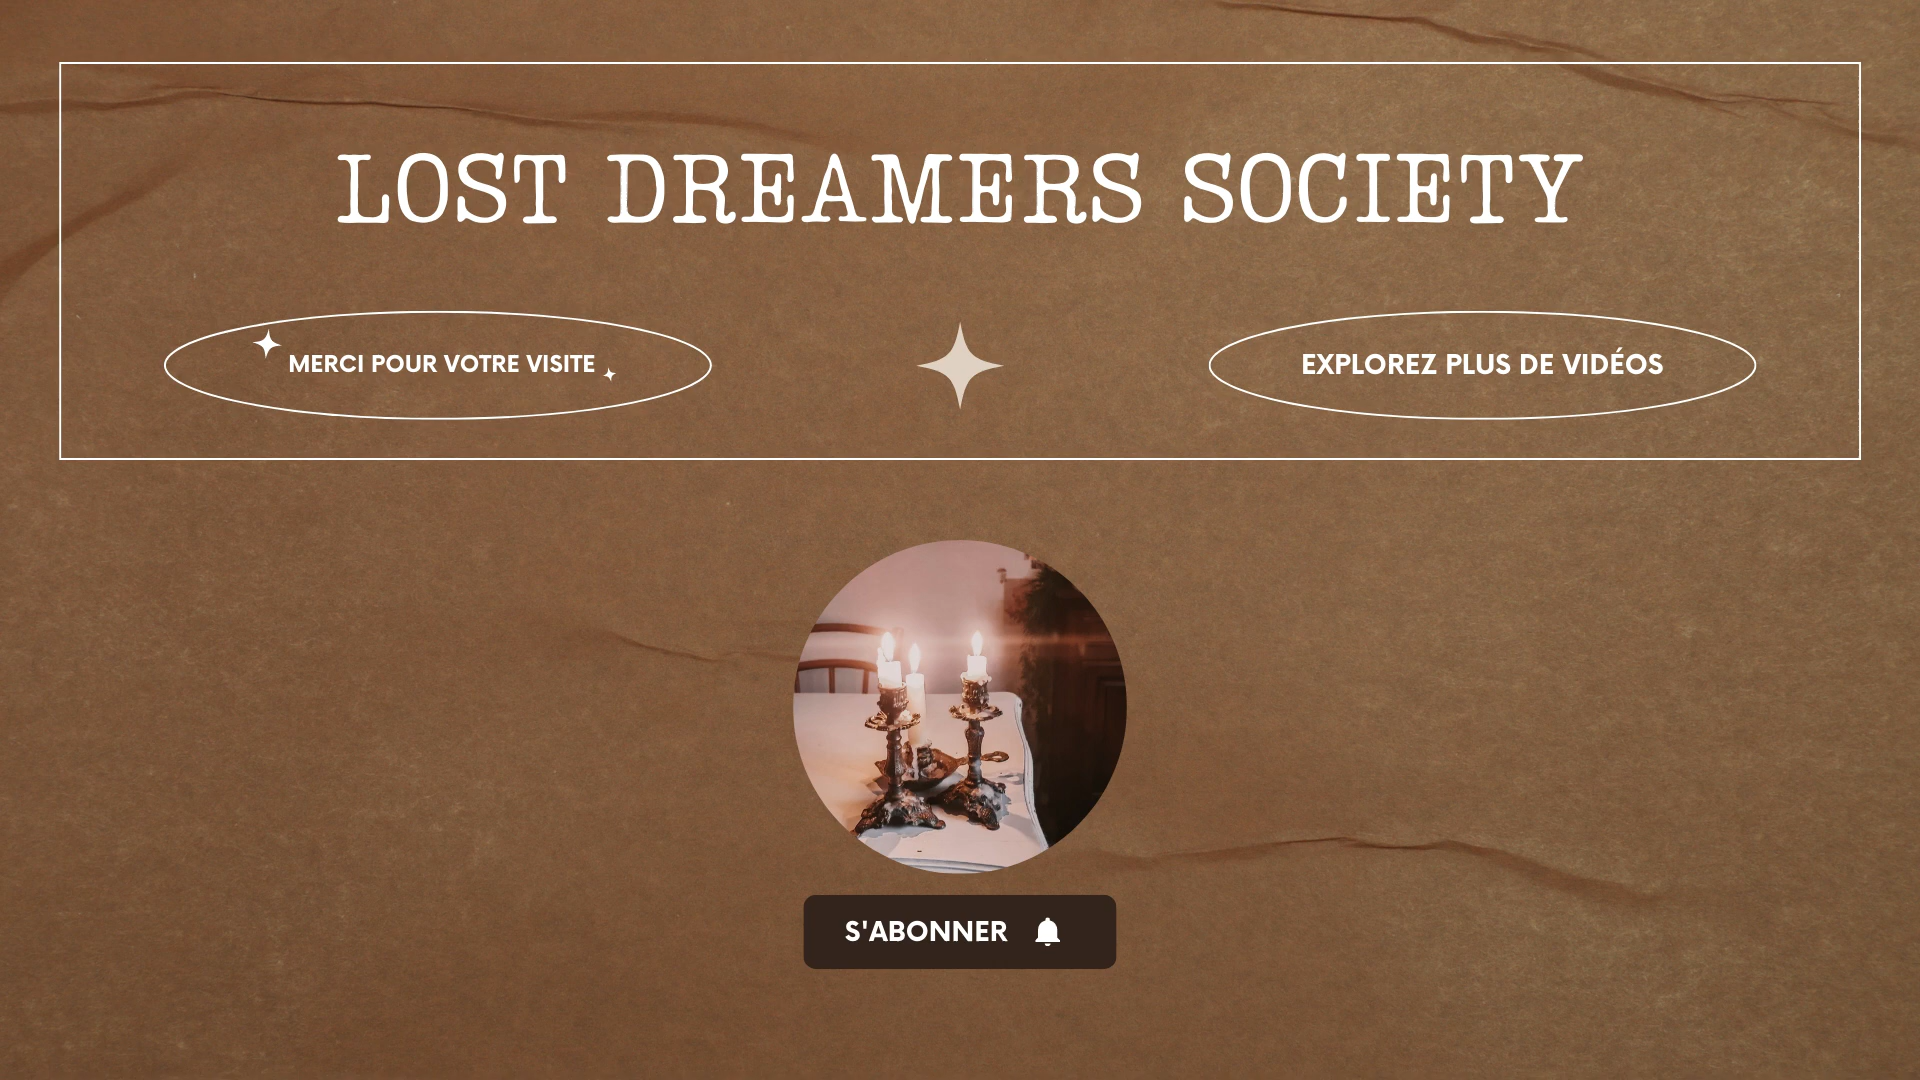 LOST DREAMERS SOCIETY
MERCI POUR VOTRE VISITE
EXPLOREZ PLUS DE VIDÉOS
S'ABONNER